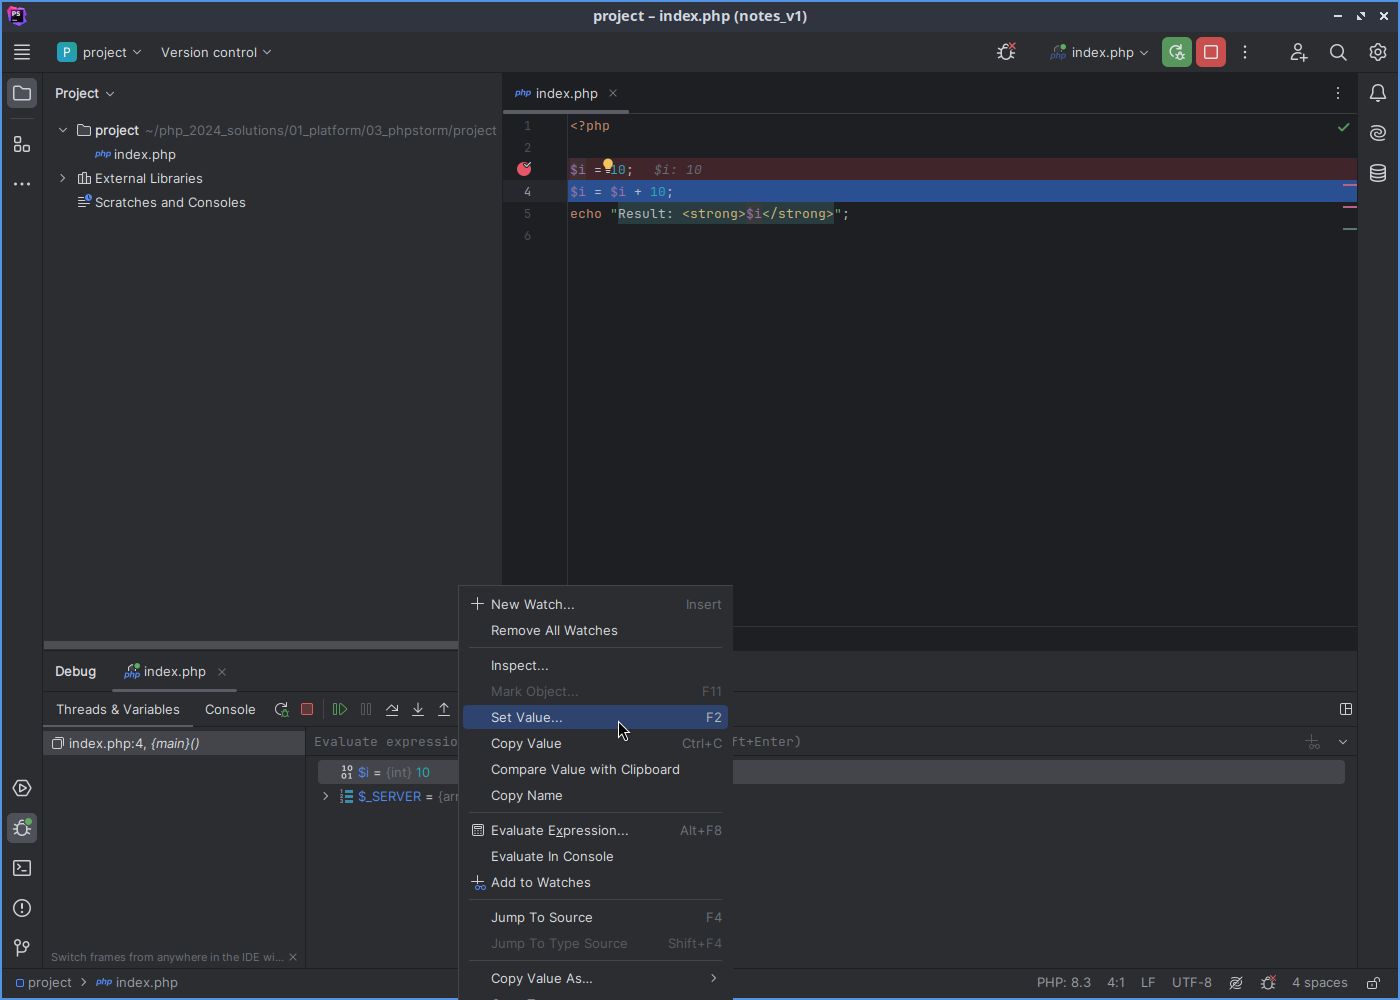 PS
project – index.php (notes_v1)
P project Version control php index.php
Project
php index.php
project ~/php_2024_solutions/01_platform/03_phpstorm/project
php index.php
External Libraries
Scratches and Consoles
1 <?php
2
$i = 10; $i: 10
4 $i = $i + 10;
5 echo "Result: <strong>$i</strong>";
6
Debug php index.php
Threads & Variables Console
index.php:4, {main}()
Evaluate expressio ft+Enter)
$i = {int} 10
$_SERVER = {arr
New Watch... Insert
Remove All Watches
Inspect...
Mark Object... F11
Set Value... F2
Copy Value Ctrl+C
Compare Value with Clipboard
Copy Name
Evaluate Expression... Alt+F8
Evaluate In Console
Add to Watches
Jump To Source F4
Jump To Type Source Shift+F4
Copy Value As...
Switch frames from anywhere in the IDE wi...
project php index.php
PHP: 8.3 4:1 LF UTF-8 4 spaces